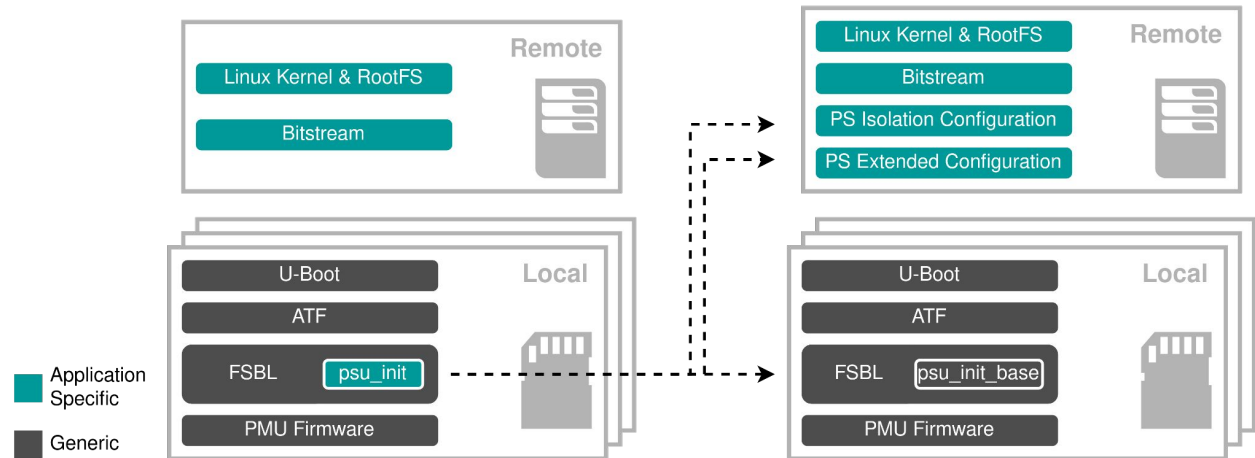 Remote
Linux Kernel & RootFS
Bitstream
Local
U-Boot
ATF
FSBL
psu_init
PMU Firmware
Application
Specific
Generic
Remote
Linux Kernel & RootFS
Bitstream
PS Isolation Configuration
PS Extended Configuration
Local
U-Boot
ATF
FSBL
psu_init_base
PMU Firmware